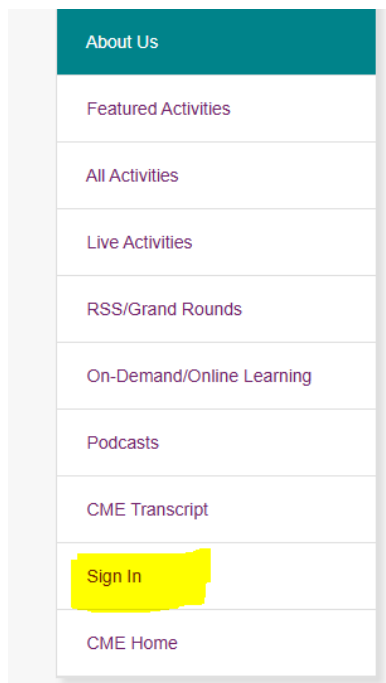 About Us
Featured Activities
All Activities
Live Activities
RSS/Grand Rounds
On-Demand/Online Learning
Podcasts
CME Transcript
Sign In
CME Home